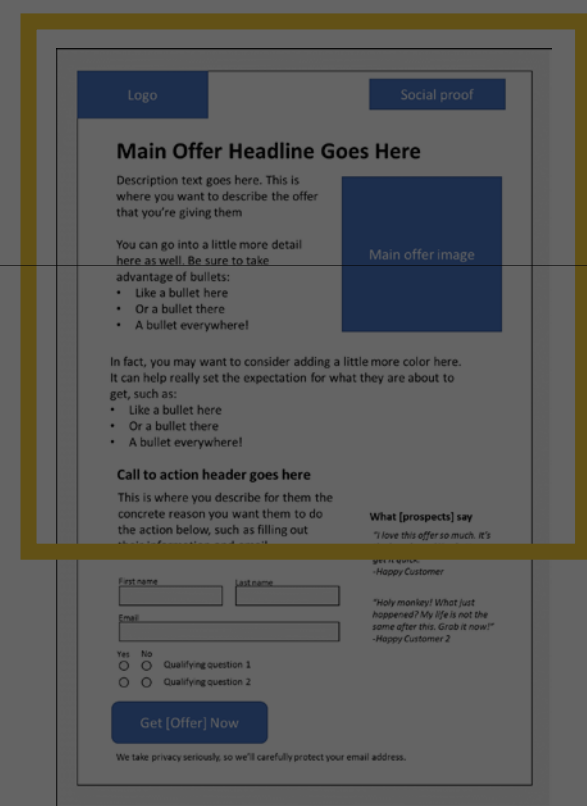 Logo
Social proof
Main Offer Headline Goes Here
Description text goes here. This is
where you want to describe the offer
that you're giving them
You can go into a little more detail
here as well. Be sure to take
advantage of bullets:
• Like a bullet here
• Or a bullet there
• A bullet everywhere!
Main offer image
In fact, you may want to consider adding a little more color here.
It can help really set the expectation for what they are about to
get, such as:
• Like a bullet here
• Or a bullet there
• A bullet everywhere!
Call to action header goes here
This is where you describe for them the
concrete reason you want them to do
the action below, such as filling out
What [prospects] say
"I love this offer so much. It's
get it quick.
-Happy Customer
"Holy monkey! What just
happened? My life is not the
same after this. Grab it now!"
-Happy Customer 2
First name
Last name
Email
Yes No
Qualifying question 1
Qualifying question 2
Get [Offer] Now
We take privacy seriously, so we'll carefully protect your email address.